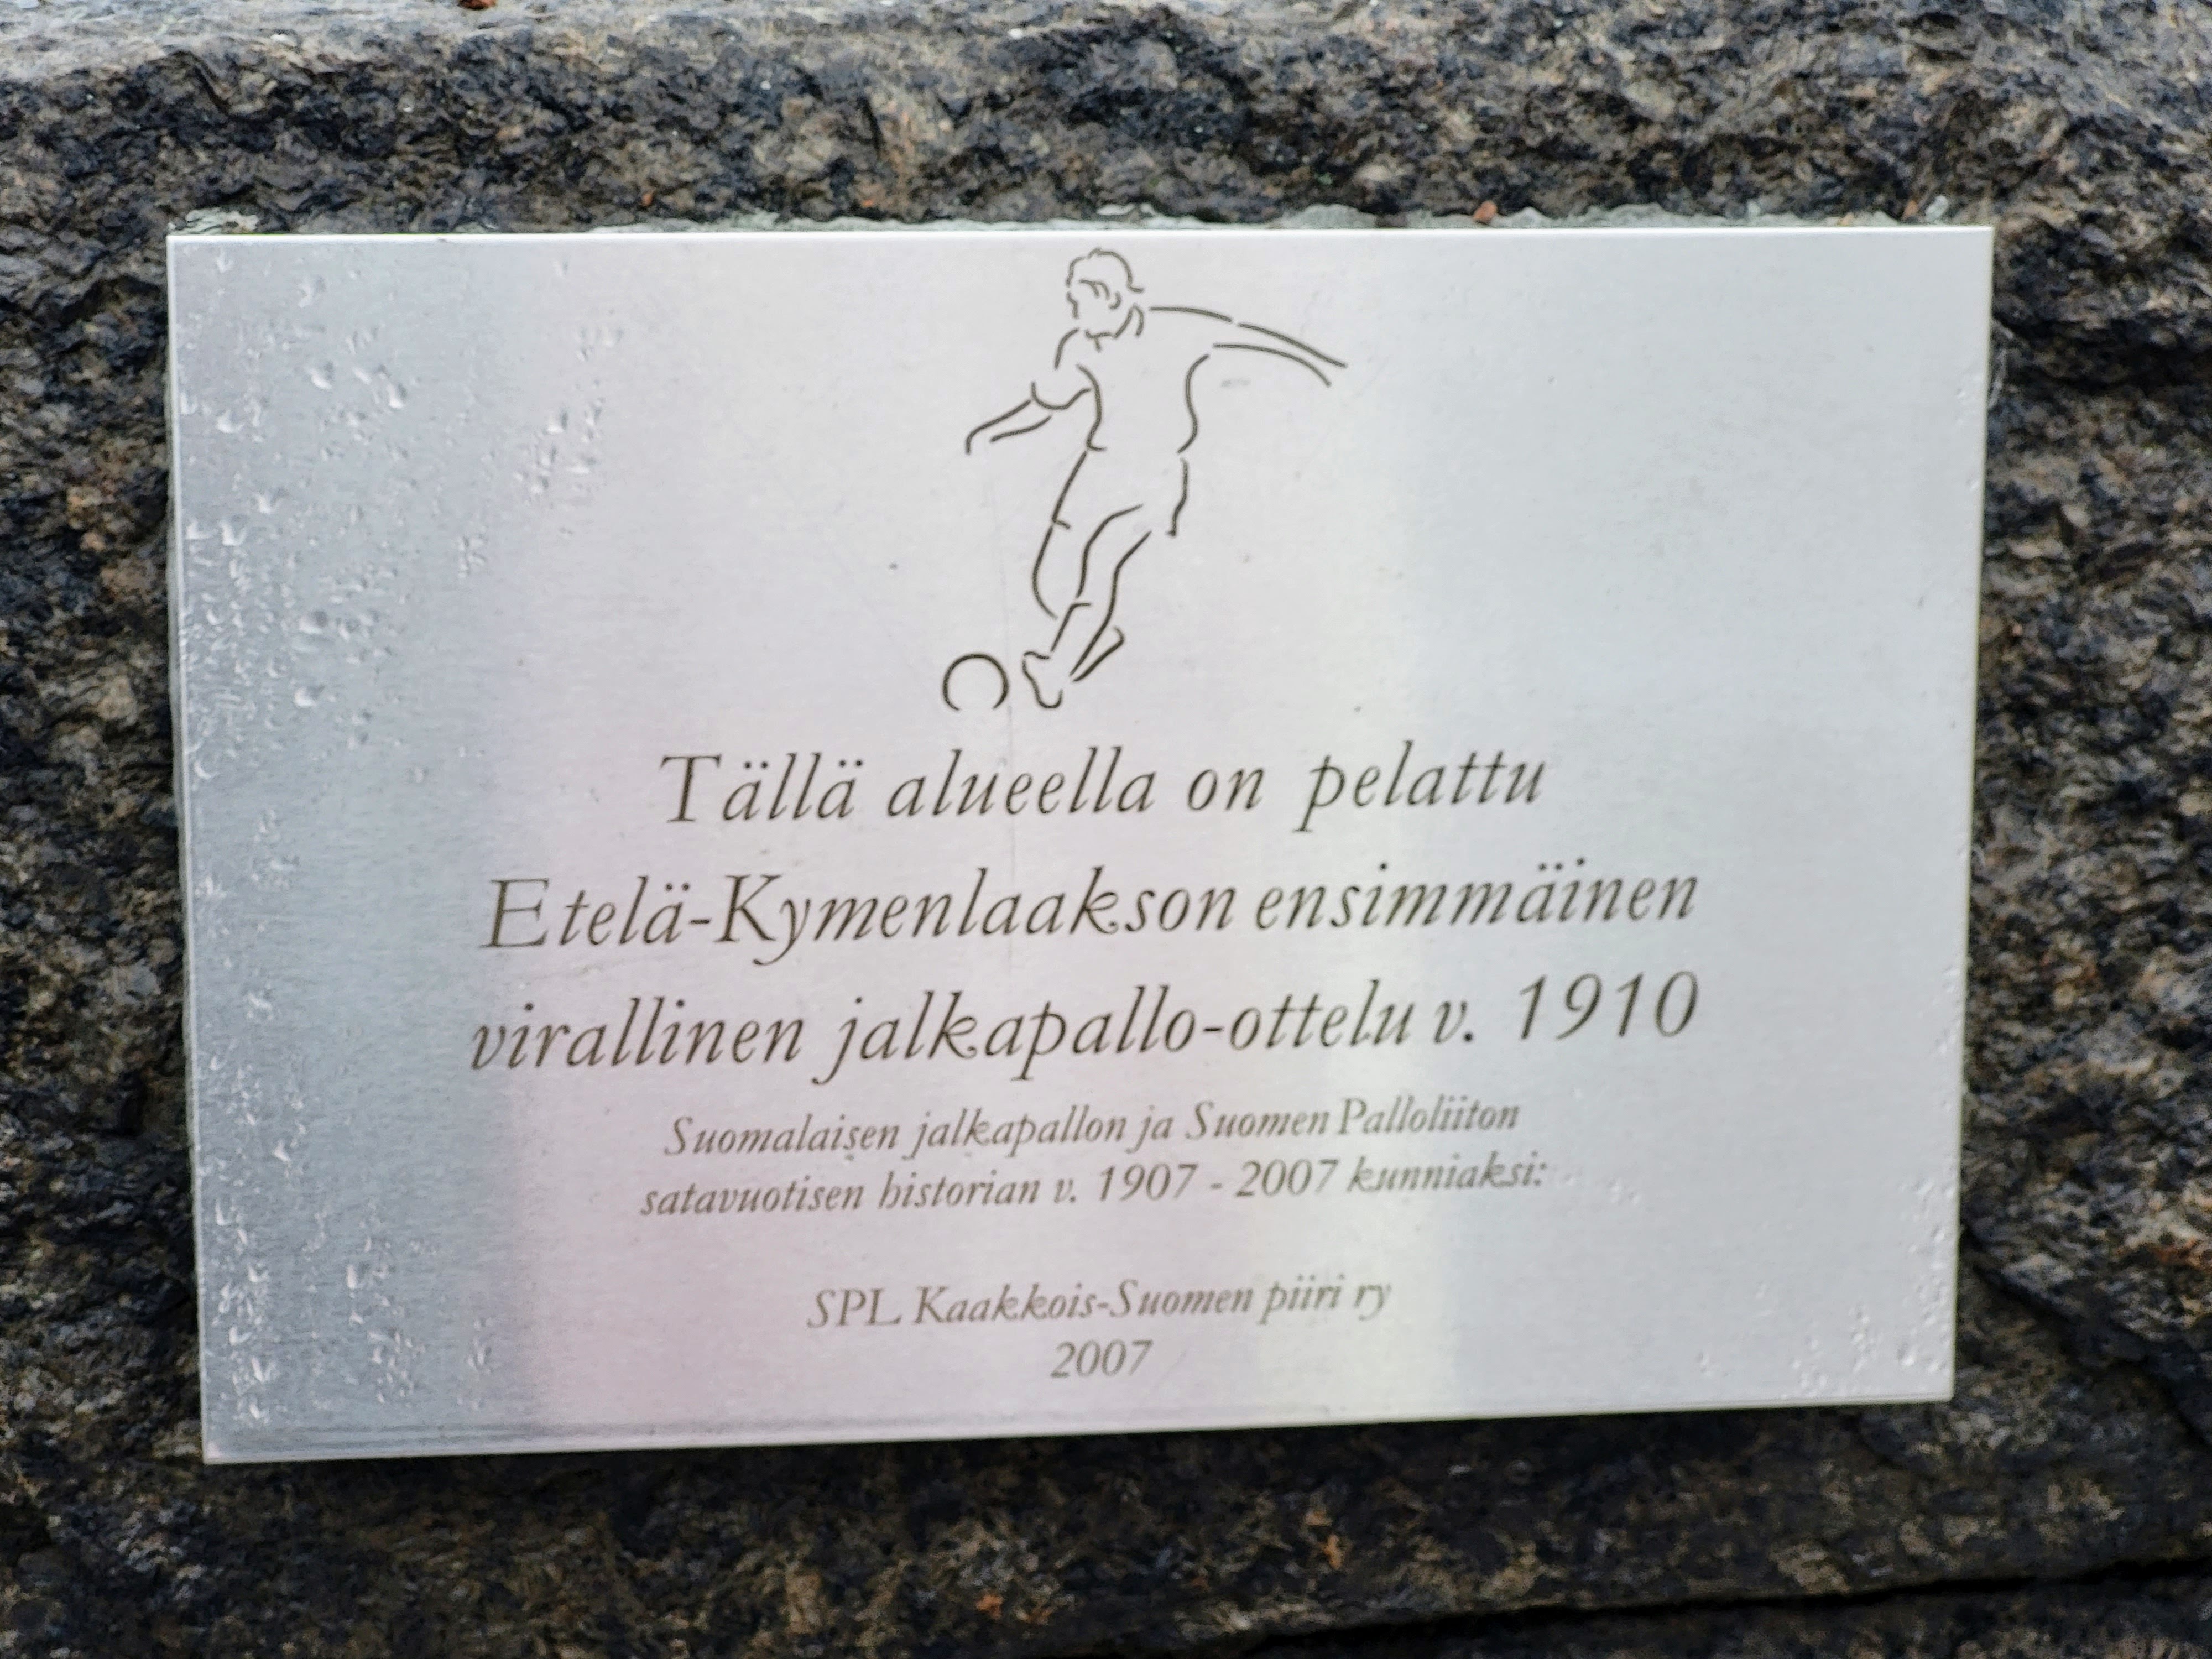 Tällä alueella on pelattu
Etelä-Kymenlaakson ensimmäinen
virallinen jalkapallo-ottelu v. 1910
Suomalaisen jalkapallon ja Suomen Palloliiton
satavuotisen historian v. 1907 - 2007 kunniaksi:
SPL Kaakkois-Suomen piiri ry
2007